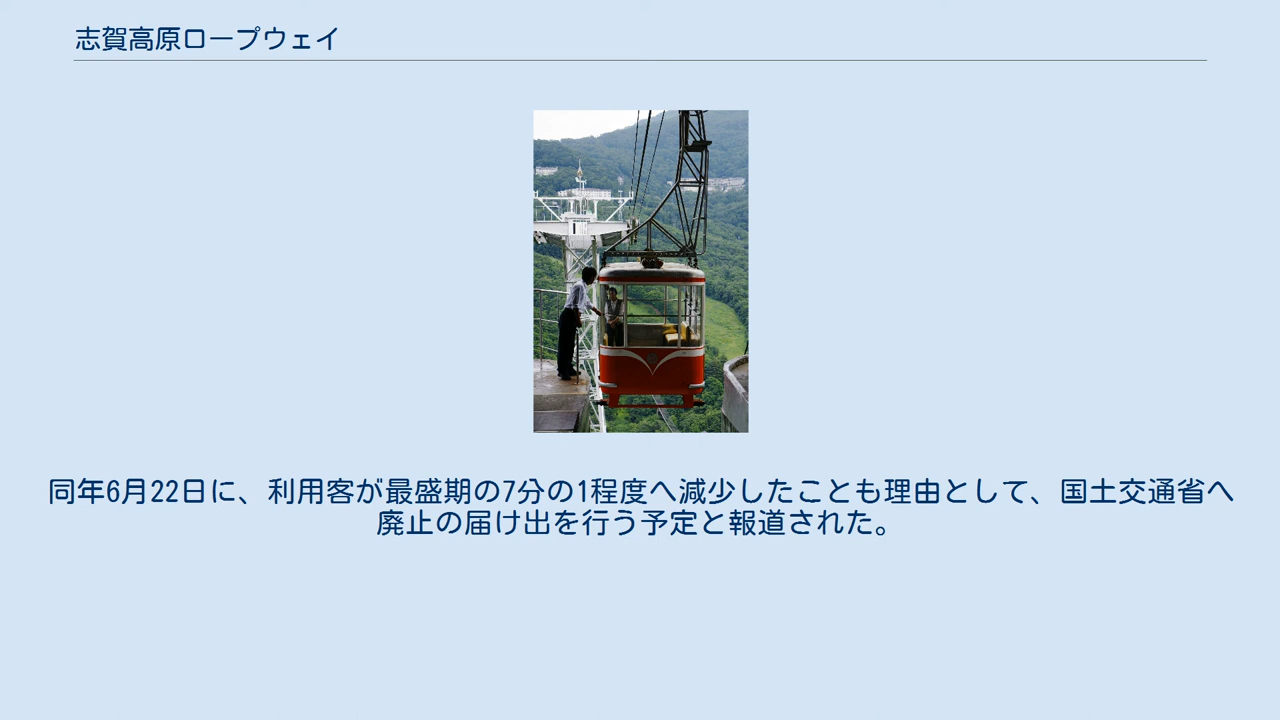 志賀高原ロープウェイ
同年6月22日に、利用客が最盛期の7分の1程度へ減少したことも理由として、国土交通省へ
廃止の届け出を行う予定と報道された。